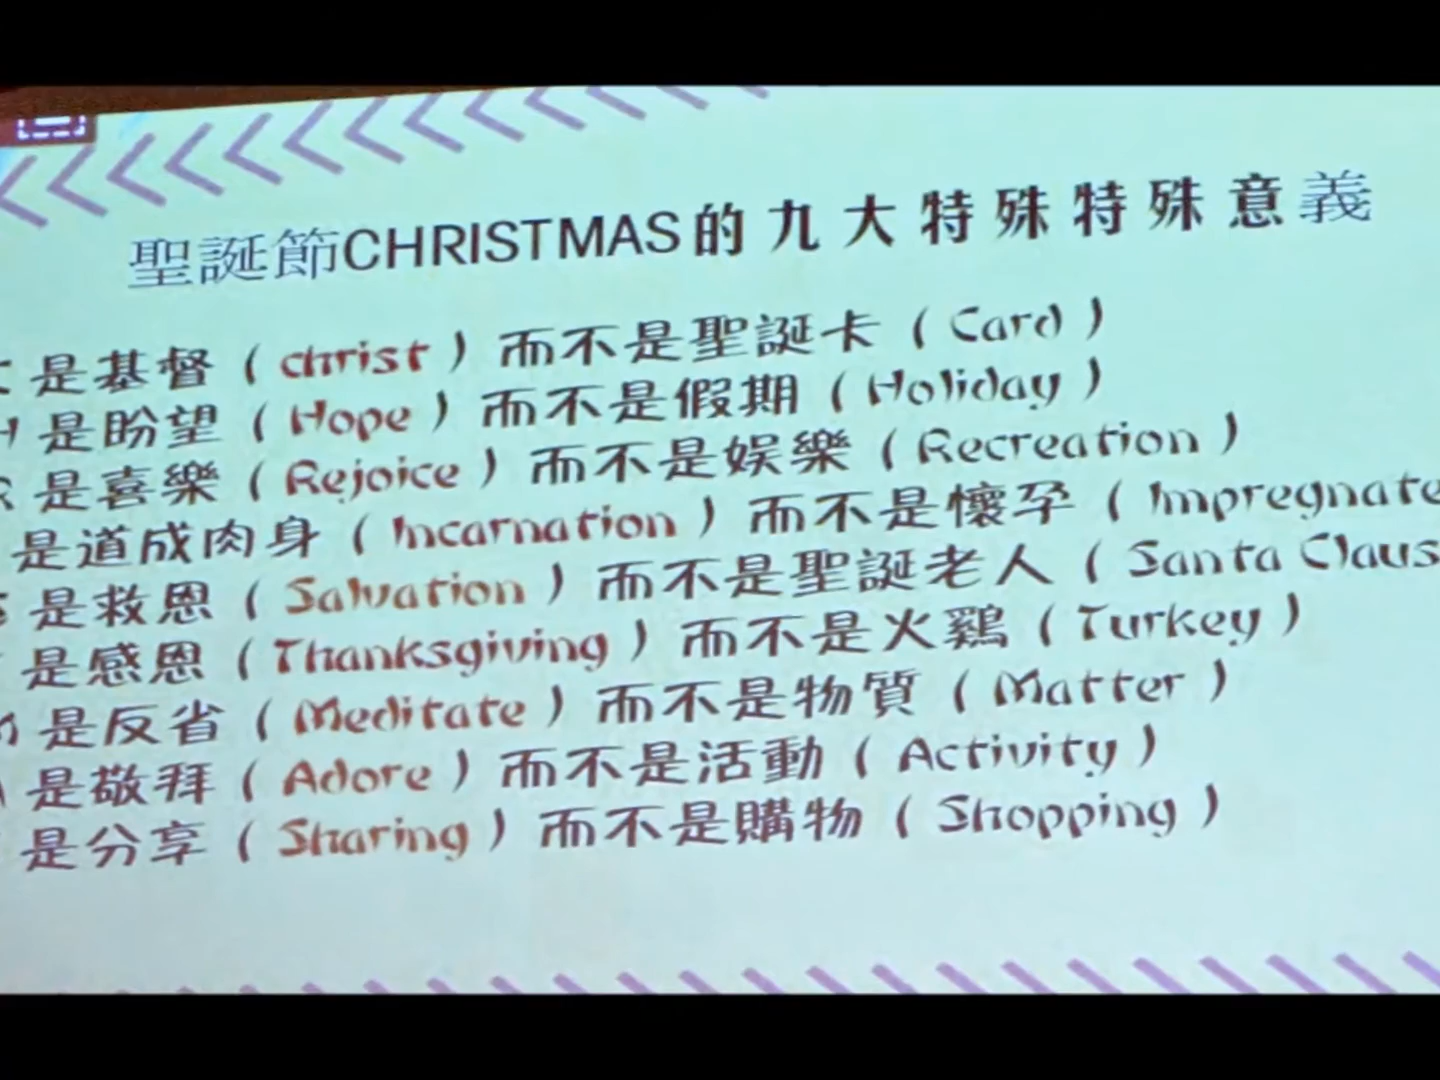 聖誕節CHRISTMAS的九大特殊特殊意義
是基督（christ）而不是聖誕卡（Card）
H是盼望（Hope）而不是假期（Holiday）
R是喜樂（Rejoice）而不是娛樂（Recreation）
是道成肉身（Incarnation）而不是懷孕（Impregnate
是救恩（Salvation）而不是聖誕老人（Santa Claus
是感恩（Thanksgiving）而不是火鷄（Turkey）
M是反省（Meditate）而不是物質（Matter）
是敬拜（Adore）而不是活動（Activity）
是分享（Sharing）而不是購物（Shopping）